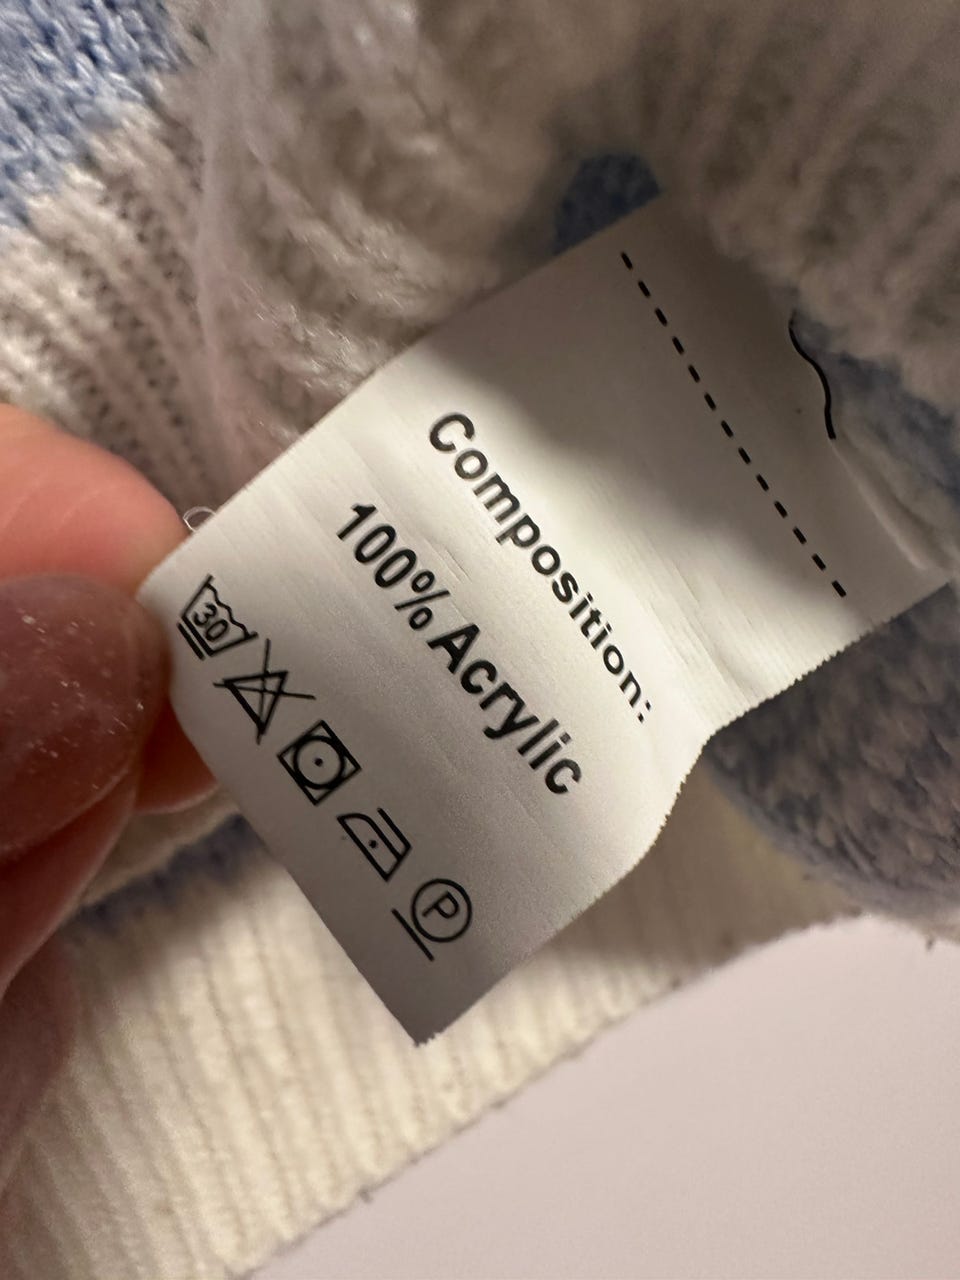 Composition:
100% Acrylic
30
P